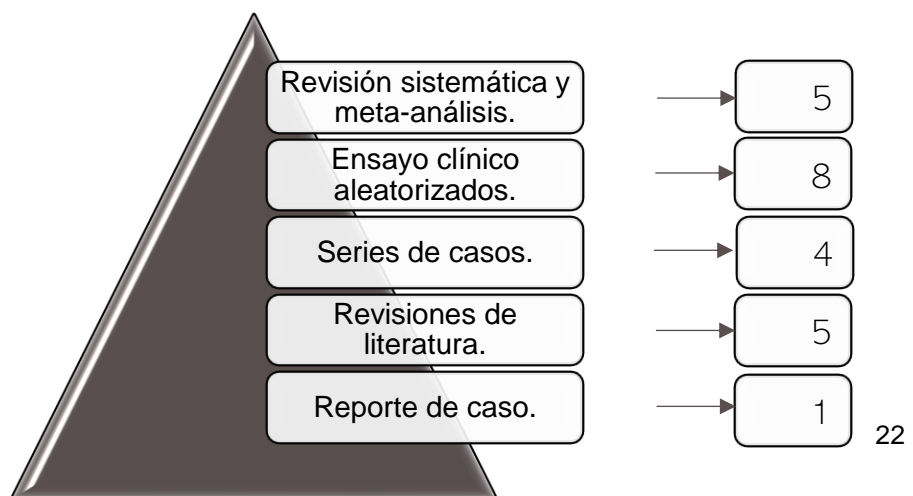 Revisión sistemática y
meta-análisis.
5
Ensayo clínico
aleatorizados.
8
Series de casos.
4
Revisiones de
literatura.
5
Reporte de caso.
1
22